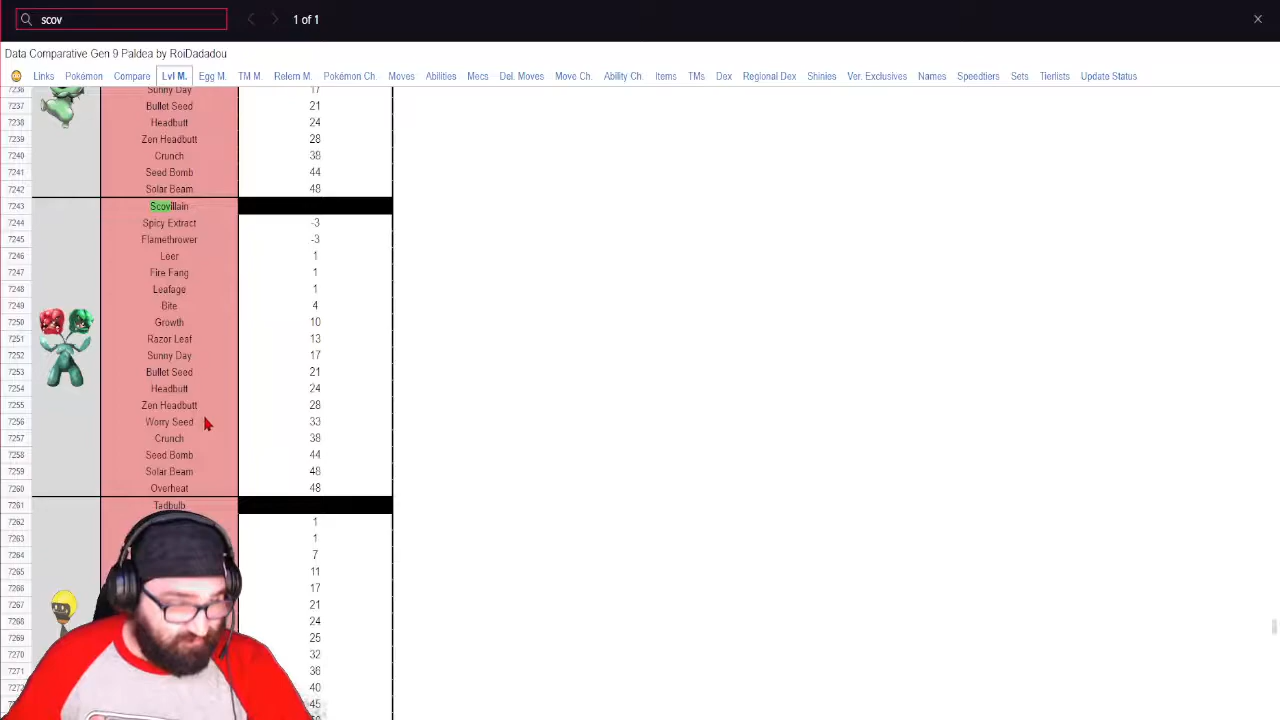 scov
1 of 1
Data Comparative Gen 9 Paldea by RoiDadadou
Links Pokémon Compare Lvl M. Egg M. TM M. Relern M. Pokémon Ch. Moves Abilities Mecs Del. Moves Move Ch. Ability Ch. Items TMs Dex Regional Dex Shinies Ver. Exclusives Names Speedtiers Sets Tierlists Update Status
7236 Sunny Day 17
7237 Bullet Seed 21
7238 Headbutt 24
7239 Zen Headbutt 28
7240 Crunch 38
7241 Seed Bomb 44
7242 Solar Beam 48
7243 Scovillain
7244 Spicy Extract -3
7245 Flamethrower -3
7246 Leer 1
7247 Fire Fang 1
7248 Leafage 1
7249 Bite 4
7250 Growth 10
7251 Razor Leaf 13
7252 Sunny Day 17
7253 Bullet Seed 21
7254 Headbutt 24
7255 Zen Headbutt 28
7256 Worry Seed 33
7257 Crunch 38
7258 Seed Bomb 44
7259 Solar Beam 48
7260 Overheat 48
7261 Tadbulb
7262 1
7263 1
7264 7
7265 11
7266 17
7267 21
7268 24
7269 25
7270 32
7271 36
40
45